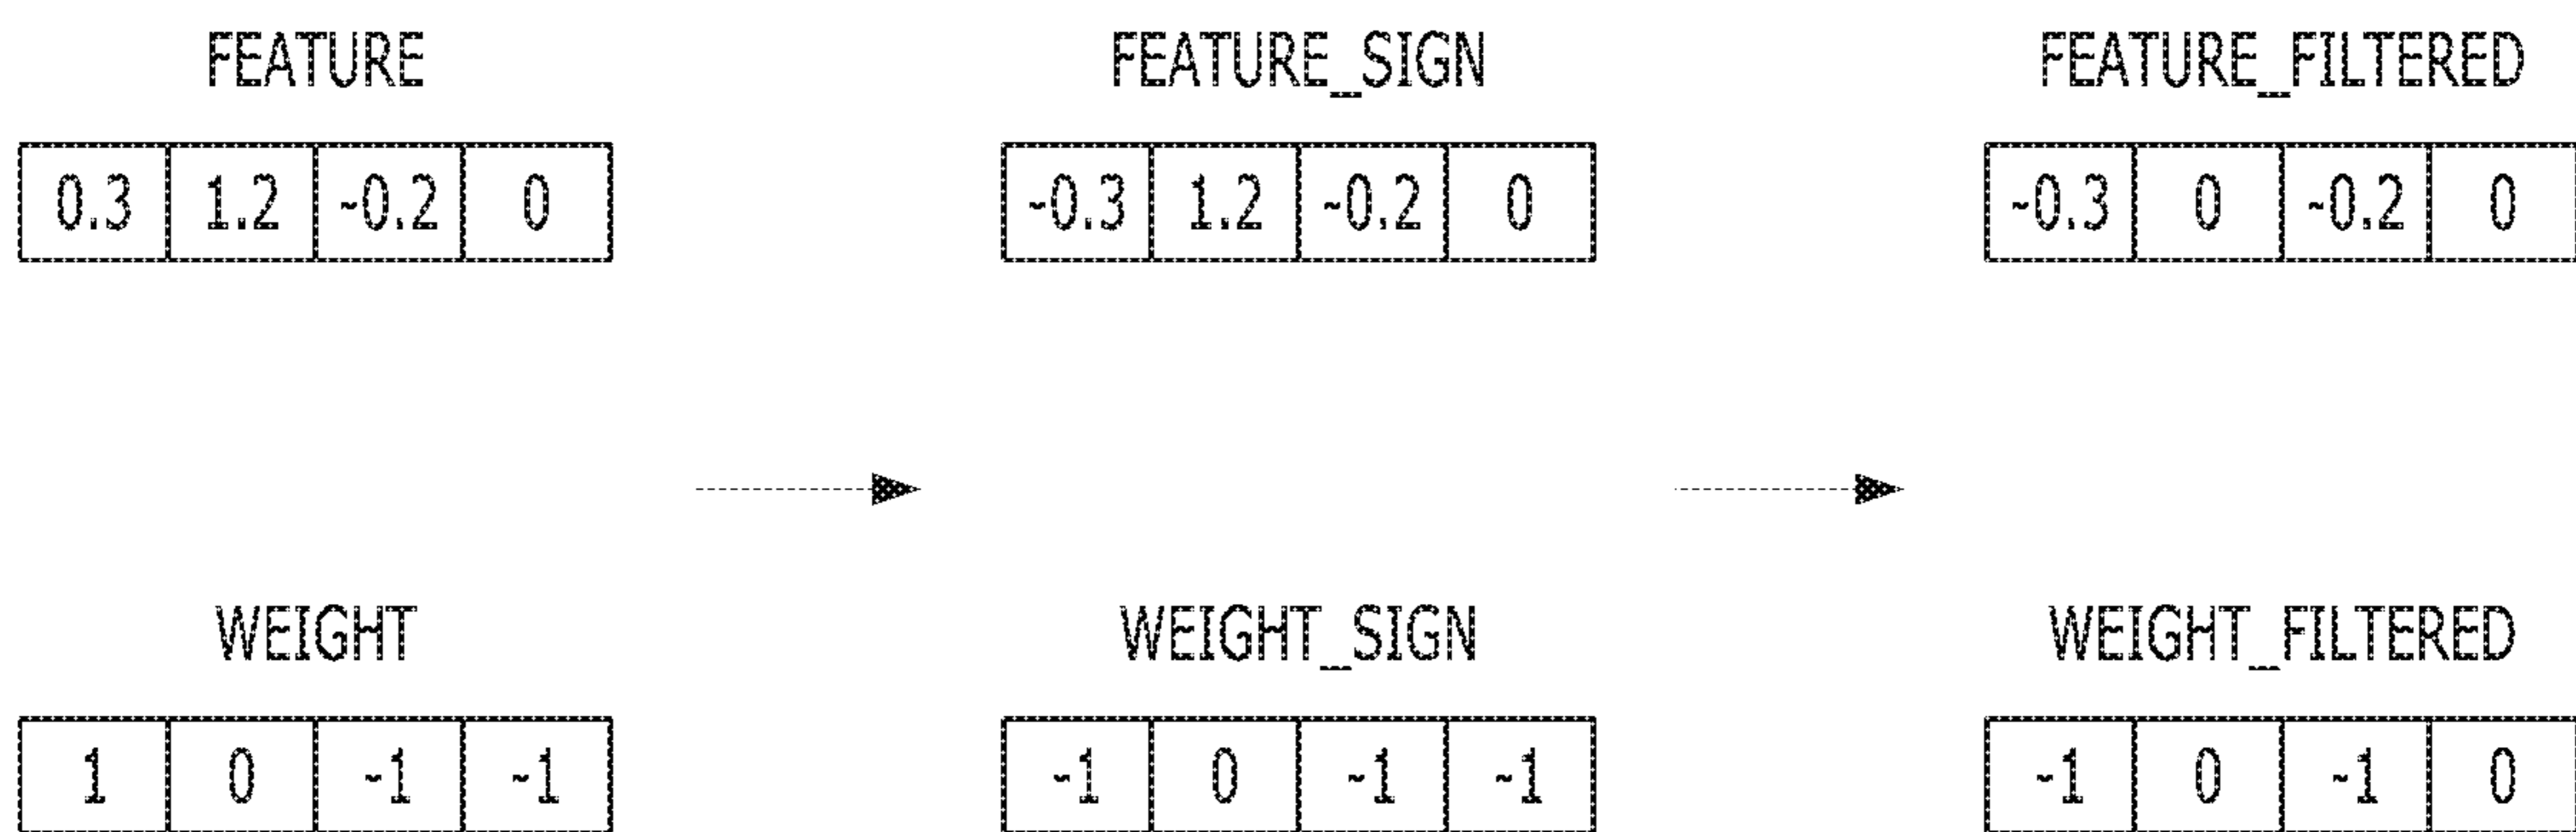 FEATURE FEATURE_SIGN FEATURE_FILTERED
0.3 1.2 -0.2 0 -0.3 1.2 -0.2 0 -0.3 0 -0.2 0
WEIGHT WEIGHT_SIGN WEIGHT_FILTERED
1 0 -1 -1 -1 0 -1 -1 -1 0 -1 0